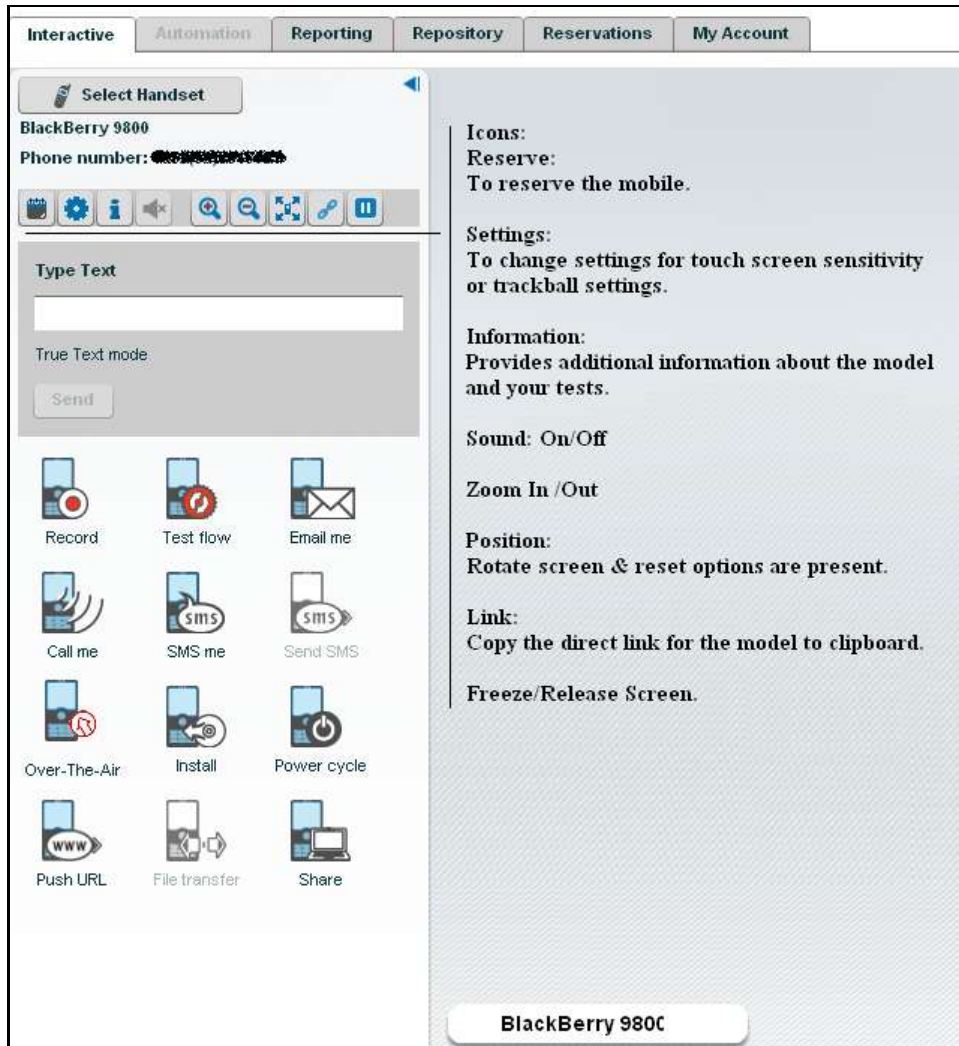 Interactive Automation Reporting Repository Reservations My Account
Select Handset
BlackBerry 9800
Phone number:
Type Text
True Text mode
Send
Record Test flow Email me
sms sms
Call me SMS me Send SMS
Over-The-Air Install Power cycle
www
Push URL File transfer Share
Icons:
Reserve:
To reserve the mobile.
Settings:
To change settings for touch screen sensitivity
or trackball settings.
Information:
Provides additional information about the model
and your tests.
Sound: On/Off
Zoom In /Out
Position:
Rotate screen & reset options are present.
Link:
Copy the direct link for the model to clipboard.
Freeze/Release Screen.
BlackBerry 980